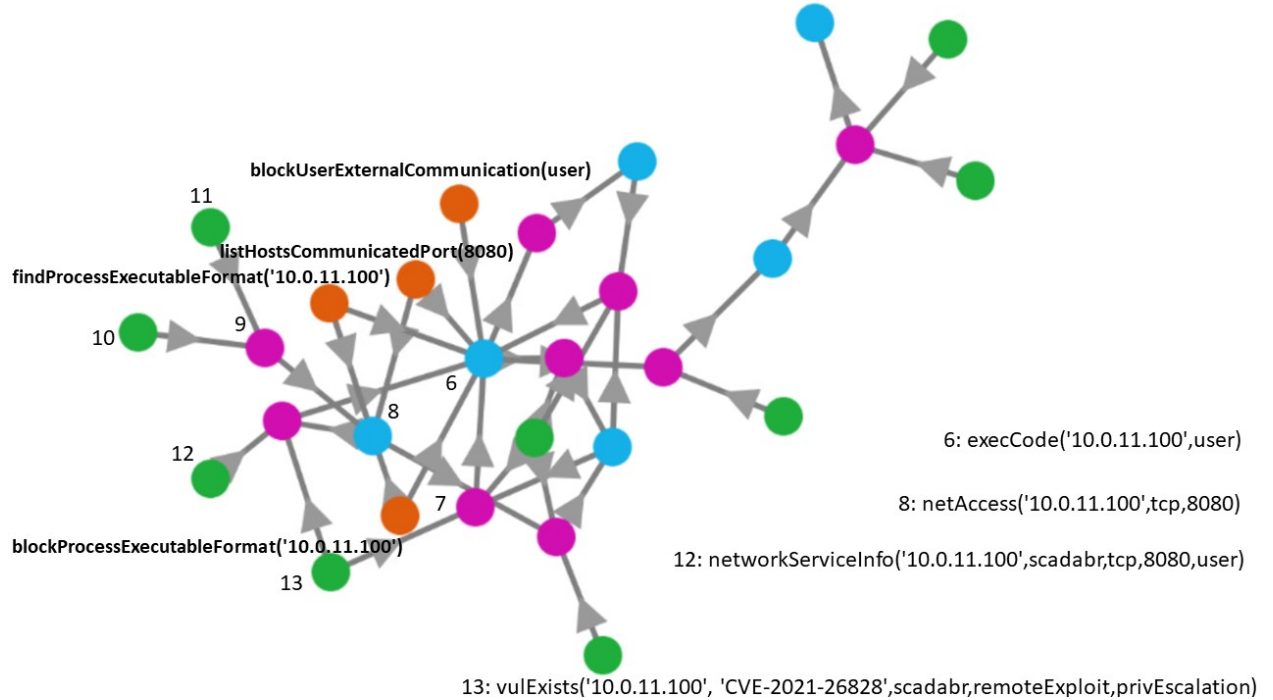 blockUserExternalCommunication(user)
11
listHostsCommunicatedPort(8080)
findProcessExecutableFormat('10.0.11.100')
9
10
6
8
6: execCode('10.0.11.100',user)
12
7
8: netAccess('10.0.11.100',tcp,8080)
blockProcessExecutableFormat('10.0.11.100')
12: networkServiceInfo('10.0.11.100',scadabr,tcp,8080,user)
13
13: vulExists('10.0.11.100', 'CVE-2021-26828',scadabr,remoteExploit,privEscalation)